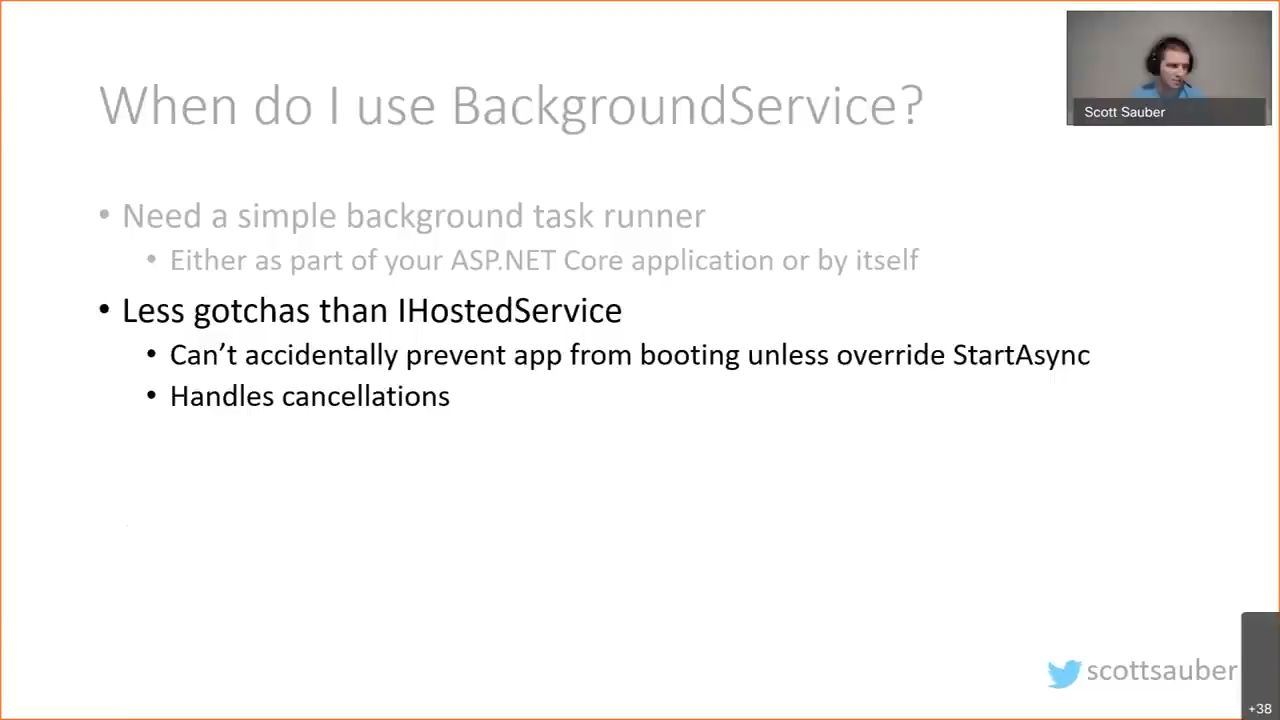 Scott Sauber
When do I use BackgroundService?
• Need a simple background task runner
• Either as part of your ASP.NET Core application or by itself
• Less gotchas than IHostedService
• Can’t accidentally prevent app from booting unless override StartAsync
• Handles cancellations
scottsauber
+38